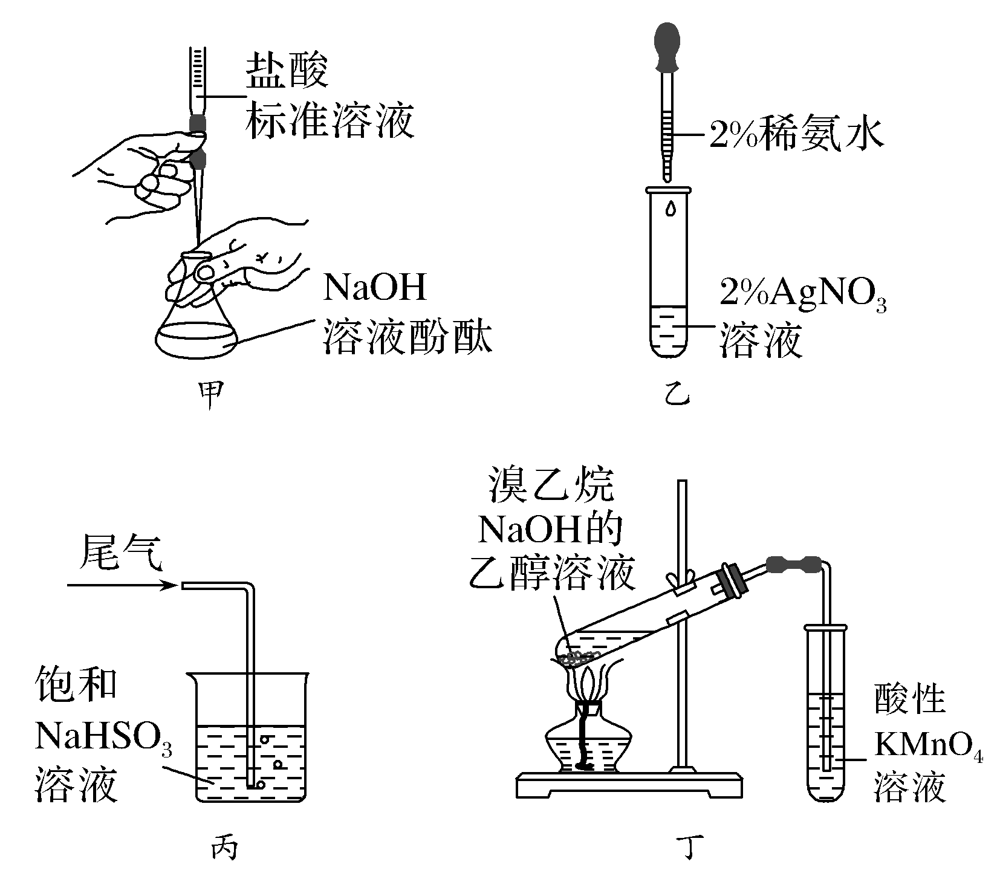 盐酸
标准溶液
NaOH
溶液酚酞
甲
2%稀氨水
2%AgNO₃
溶液
乙
尾气
饱和
NaHSO₃
溶液
丙
溴乙烷
NaOH的
乙醇溶液
酸性
KMnO₄
溶液
丁